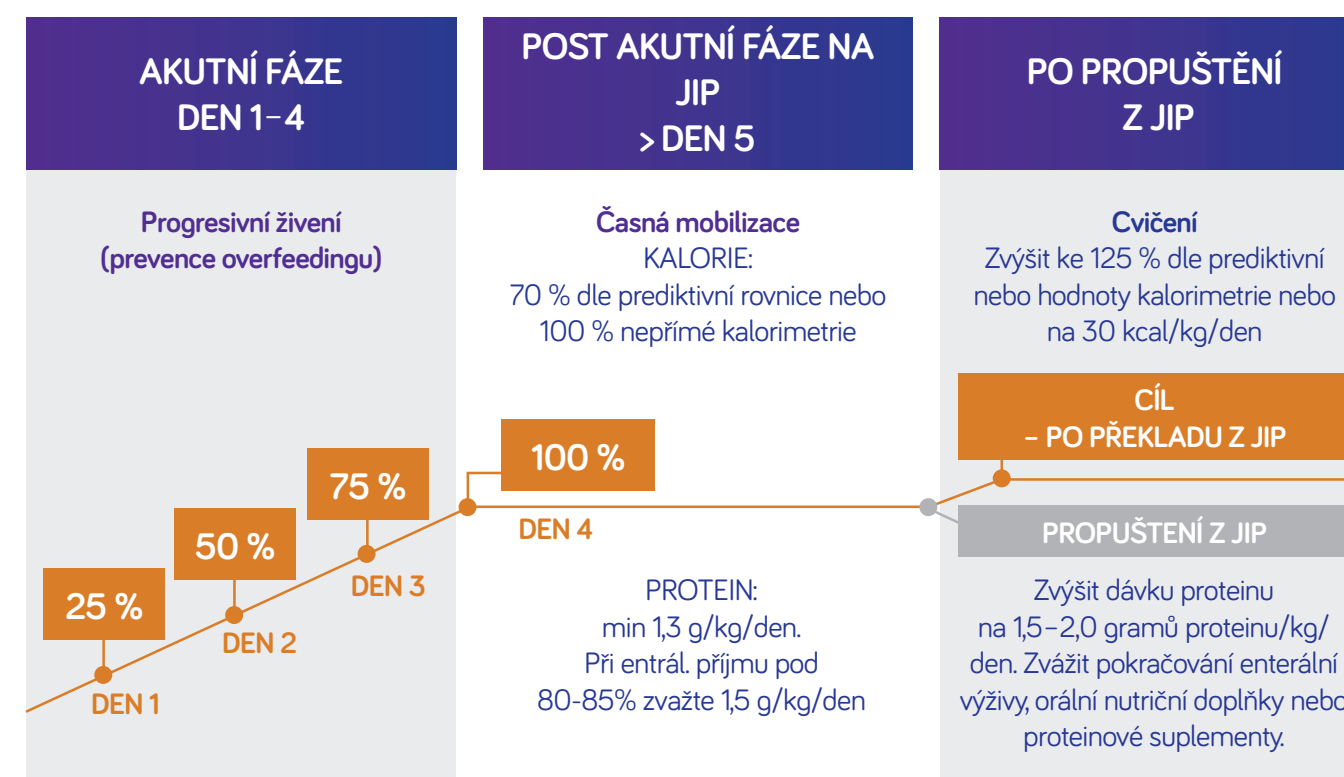 AKUTNÍ FÁZE
DEN 1–4
Progresivní živení
(prevence overfeedingu)
25 %
DEN 1
50 %
DEN 2
75 %
DEN 3
POST AKUTNÍ FÁZE NA
JIP
> DEN 5
Časná mobilizace
KALORIE:
70 % dle prediktivní rovnice nebo
100 % nepřímé kalorimetrie
100 %
DEN 4
PROTEIN:
min 1,3 g/kg/den.
Při entrál. příjmu pod
80-85% zvažte 1,5 g/kg/den
PO PROPUŠTĚNÍ
Z JIP
Cvičení
Zvýšit ke 125 % dle prediktivní
nebo hodnoty kalorimetrie nebo
na 30 kcal/kg/den
CÍL
– PO PŘEKLADU Z JIP
PROPUŠTENÍ Z JIP
Zvýšit dávku proteinu
na 1,5–2,0 gramů proteinu/kg/
den. Zvážit pokračování enterální
výživy, orální nutriční doplňky nebo
proteinové suplementy.